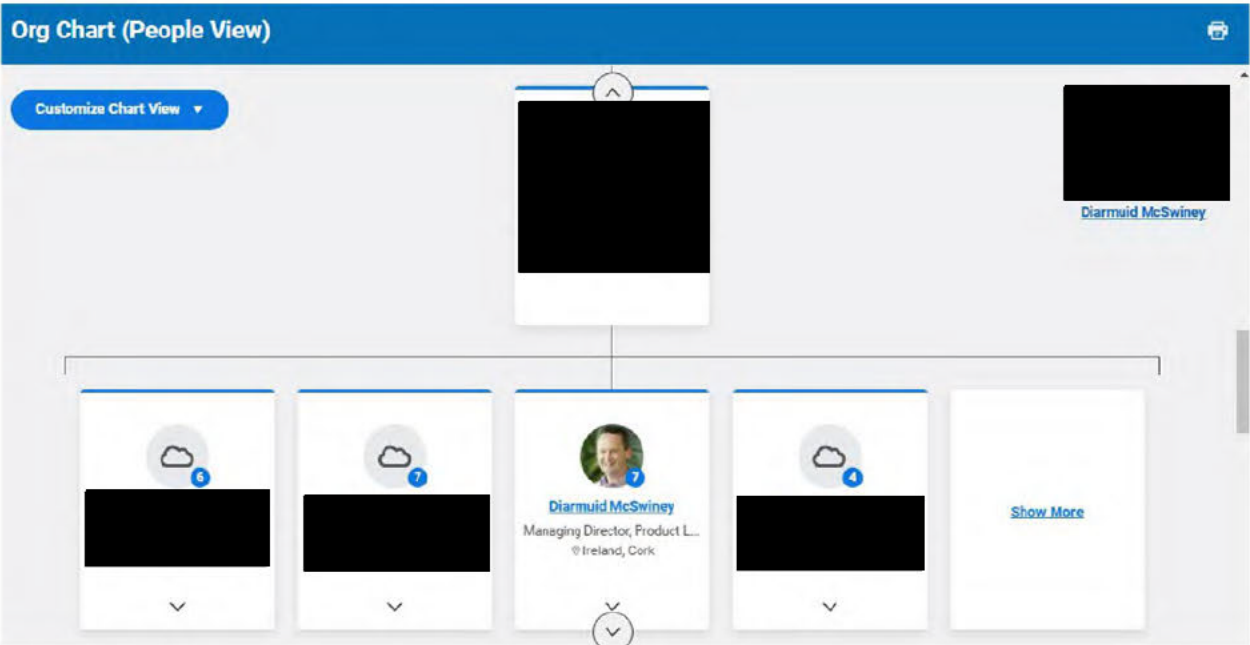 Org Chart (People View)
Customize Chart View
Diarmuid McSwiney
6
7
7
4
Diarmuid McSwiney
Managing Director, Product L...
Ireland, Cork
Show More